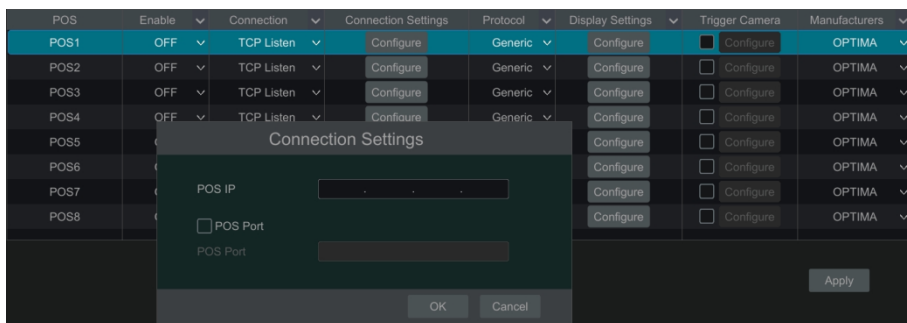 POS Enable Connection Connection Settings Protocol Display Settings Trigger Camera Manufacturers
POS1 OFF TCP Listen Configure Generic Configure Configure OPTIMA
POS2 OFF TCP Listen Configure Generic Configure Configure OPTIMA
POS3 OFF TCP Listen Configure Generic Configure Configure OPTIMA
POS4 OFF TCP Listen Configure Generic Configure Configure OPTIMA
POS5 Configure Configure OPTIMA
POS6 Configure Configure OPTIMA
POS7 Configure Configure OPTIMA
POS8 Configure Configure OPTIMA
Connection Settings
POS IP . . .
POS Port
POS Port
OK Cancel
Apply